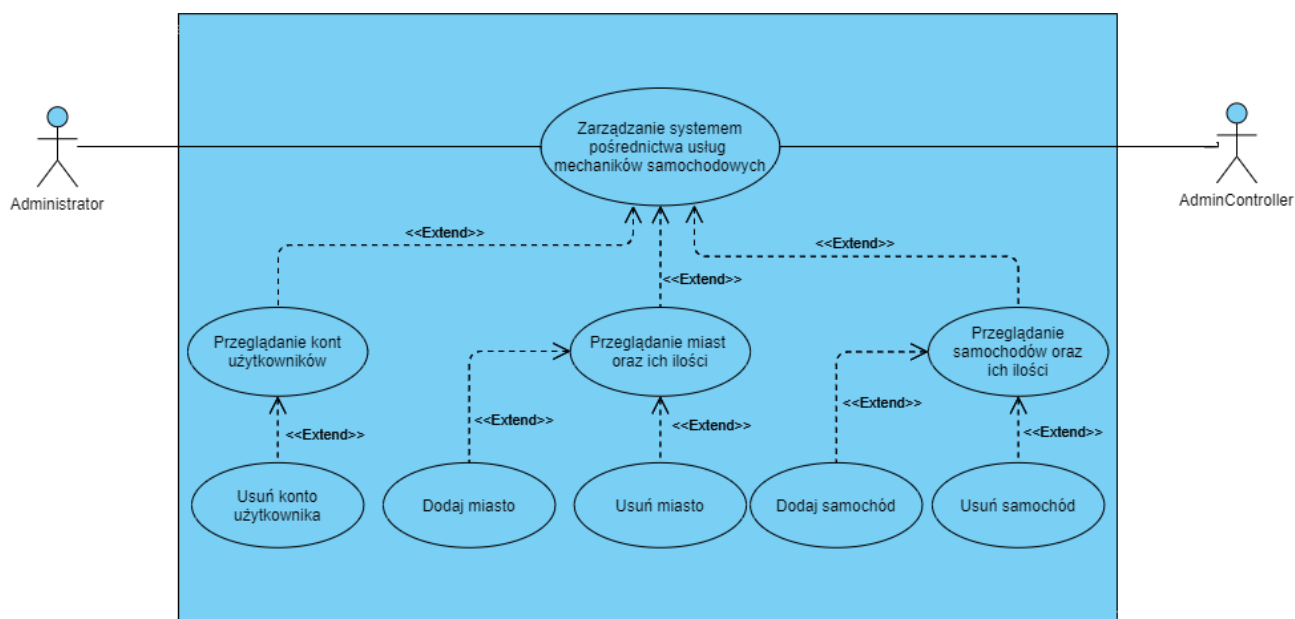 Zarządzanie systemem
pośrednictwa usług
mechaników samochodowych
Administrator
AdminController
<<Extend>>
<<Extend>>
<<Extend>>
Przeglądanie kont
użytkowników
Przeglądanie miast
oraz ich ilości
Przeglądanie
samochodów oraz
ich ilości
<<Extend>>
<<Extend>>
<<Extend>>
<<Extend>>
<<Extend>>
Usuń konto
użytkownika
Dodaj miasto
Usuń miasto
Dodaj samochód
Usuń samochód